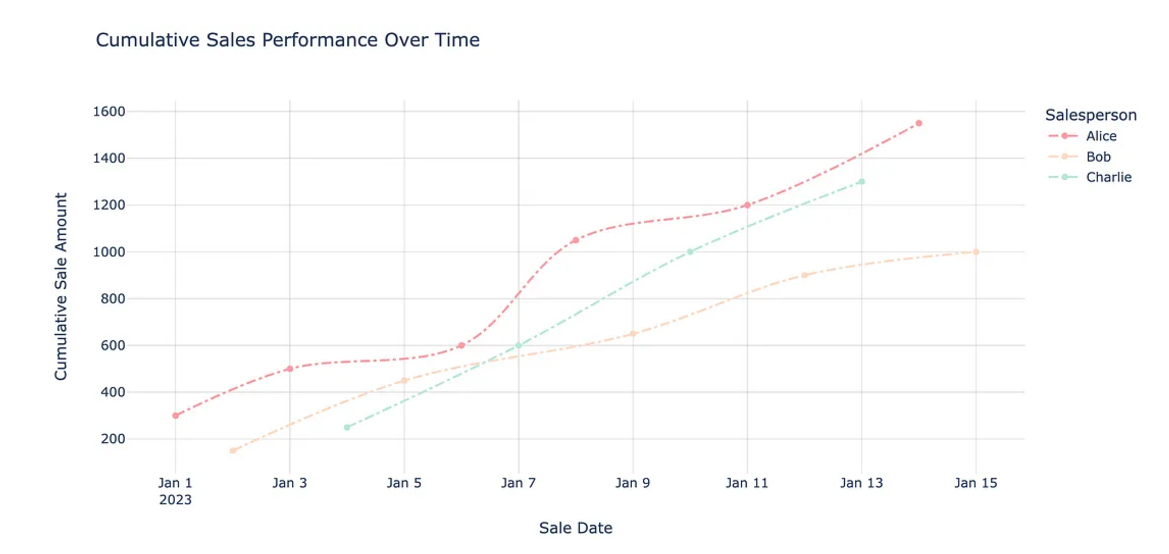 Cumulative Sales Performance Over Time
Salesperson
Alice
Bob
Charlie
Cumulative Sale Amount
1600
1400
1200
1000
800
600
400
200
Jan 1 Jan 3 Jan 5 Jan 7 Jan 9 Jan 11 Jan 13 Jan 15
2023
Sale Date